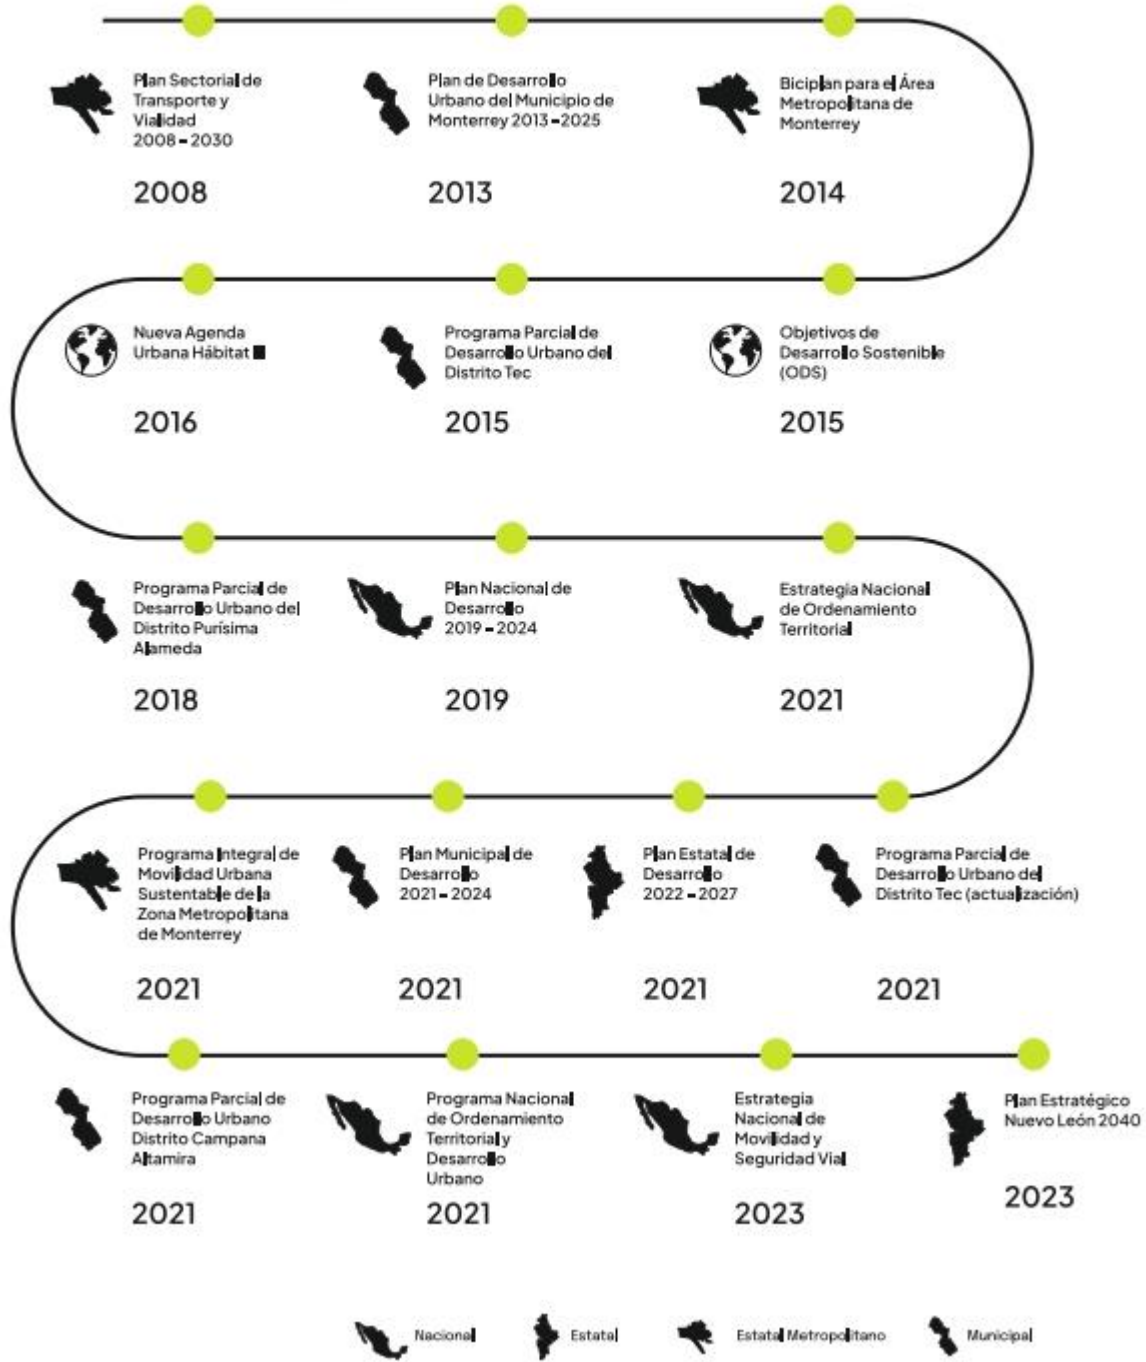 Plan Sectorial de
Transporte y
Vialidad
2008 - 2030
2008
Plan de Desarrollo
Urbano del Municipio de
Monterrey 2013 -2025
2013
Biciplan para el Área
Metropolitana de
Monterrey
2014
Nueva Agenda
Urbana Hábitat
2016
Programa Parcial de
Desarrollo Urbano del
Distrito Tec
2015
Objetivos de
Desarrollo Sostenible
(ODS)
2015
Programa Parcial de
Desarrollo Urbano del
Distrito Purísima
Alameda
2018
Plan Nacional de
Desarrollo
2019 - 2024
2019
Estrategia Nacional
de Ordenamiento
Territorial
2021
Programa Integral de
Movilidad Urbana
Sustentable de la
Zona Metropolitana
de Monterrey
2021
Plan Municipal de
Desarrollo
2021 - 2024
2021
Plan Estatal de
Desarrollo
2022 - 2027
2021
Programa Parcial de
Desarrollo Urbano del
Distrito Tec (actualización)
2021
Programa Parcial de
Desarrollo Urbano
Distrito Campana
Altamira
2021
Programa Nacional
de Ordenamiento
Territorial y
Desarrollo
Urbano
2021
Estrategia
Nacional de
Movilidad y
Seguridad Vial
2023
Plan Estratégico
Nuevo León 2040
2023
Nacional
Estatal
Estatal Metropolitano
Municipal